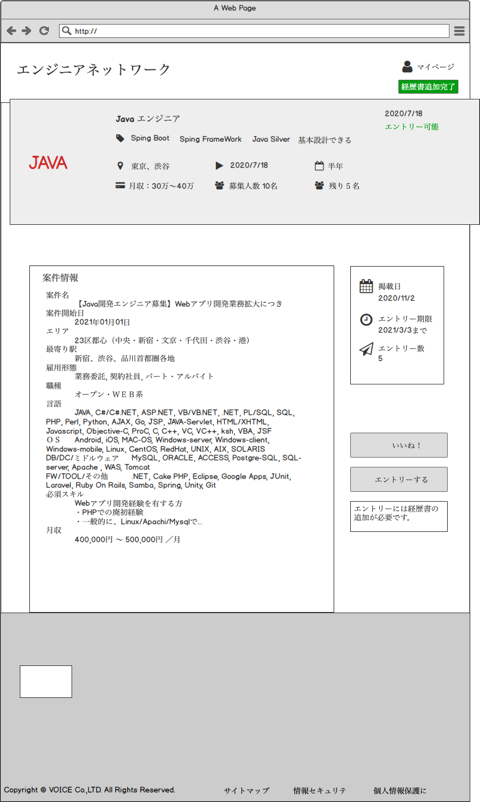 A Web Page
http://
エンジニアネットワーク
マイページ
経歴書追加完了
Java エンジニア
2020/7/18
エントリー可能
Sping Boot Sping FrameWork Java Silver 基本設計できる
JAVA
東京、渋谷 2020/7/18 半年
月収：30万～40万 募集人数 10名 残り５名
案件情報
案件名
【Java開発エンジニア募集】Webアプリ開発業務拡大につき
案件開始日
2021年01月01日
エリア
23区都心（中央・新宿・文京・千代田・渋谷・港）
最寄り駅
新宿、渋谷、品川首都圏各地
雇用形態
業務委託, 契約社員, パート・アルバイト
職種
オープン・ＷＥＢ系
言語
JAVA, C#/C#.NET, ASP.NET, VB/VB.NET, .NET, PL/SQL, SQL,
PHP, Perl, Python, AJAX, Go, JSP, JAVA-Servlet, HTML/XHTML,
Javascript, Objective-C, ProC, C, C++, VC, VC++, ksh, VBA, JSF
ＯＳ Android, iOS, MAC-OS, Windows-server, Windows-client,
Windows-mobile, Linux, CentOS, RedHat, UNIX, AIX, SOLARIS
DB/DC/ミドルウェア MySQL, ORACLE, ACCESS, Postgre-SQL, SQL-
server, Apache , WAS, Tomcat
FW/TOOL/その他 .NET, Cake PHP, Eclipse, Google Apps, JUnit,
Laravel, Ruby On Rails, Samba, Spring, Unity, Git
必須スキル
Webアプリ開発経験を有する方
・PHPでの廃初経験
・一般的に、Linux/Apachi/Mysqlで...
月収
400,000円 ～ 500,000円 ／月
掲載日
2020/11/2
エントリー期限
2021/3/3まで
エントリー数
5
いいね！
エントリーする
エントリーには経歴書の
追加が必要です。
Copyright © VOICE Co.,LTD. All Rights Reserved. サイトマップ 情報セキュリテ 個人情報保護に